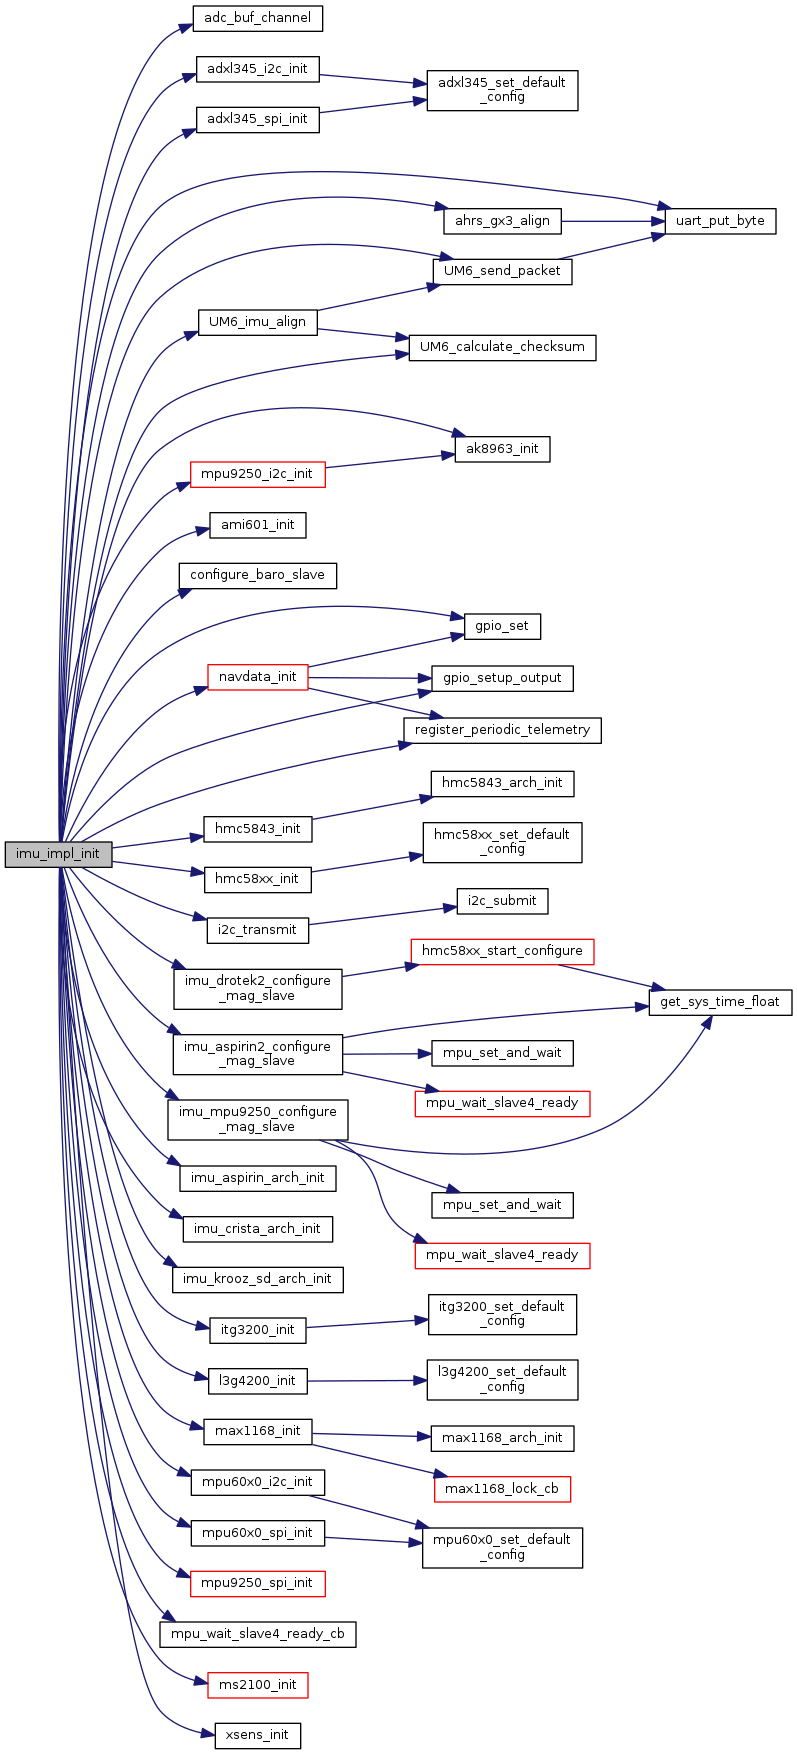 adc_buf_channel
adxl345_i2c_init
adxl345_set_default
_config
adxl345_spi_init
uart_put_byte
ahrs_gx3_align
UM6_send_packet
UM6_imu_align
UM6_calculate_checksum
ak8963_init
mpu9250_i2c_init
ami601_init
configure_baro_slave
gpio_set
navdata_init
gpio_setup_output
register_periodic_telemetry
hmc5843_arch_init
hmc5843_init
hmc58xx_set_default
_config
imu_impl_init
hmc58xx_init
i2c_submit
i2c_transmit
hmc58xx_start_configure
imu_drotek2_configure
_mag_slave
get_sys_time_float
imu_aspirin2_configure
_mag_slave
mpu_set_and_wait
mpu_wait_slave4_ready
imu_mpu9250_configure
_mag_slave
imu_aspirin_arch_init
mpu_set_and_wait
imu_crista_arch_init
mpu_wait_slave4_ready
imu_krooz_sd_arch_init
itg3200_set_default
_config
itg3200_init
l3g4200_set_default
_config
l3g4200_init
max1168_init
max1168_arch_init
mpu60x0_i2c_init
max1168_lock_cb
mpu60x0_spi_init
mpu60x0_set_default
_config
mpu9250_spi_init
mpu_wait_slave4_ready_cb
ms2100_init
xsens_init